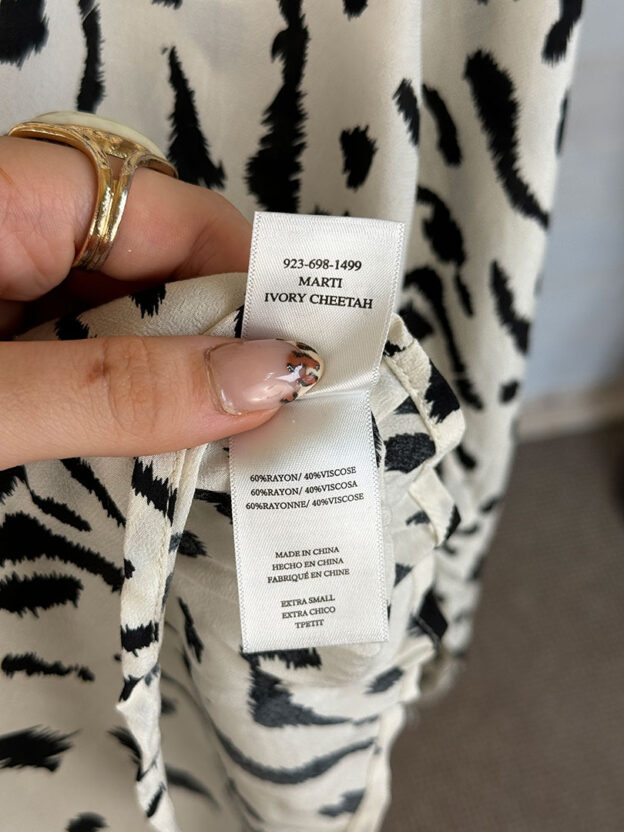 923-698-1499
MARTI
IVORY CHEETAH
60%RAYON/ 40%VISCOSE
60%RAYON/ 40%VISCOSA
60%RAYONNE/ 40%VISCOSE
MADE IN CHINA
HECHO EN CHINA
FABRIQUÉ EN CHINE
EXTRA SMALL
EXTRA CHICO
TPETIT